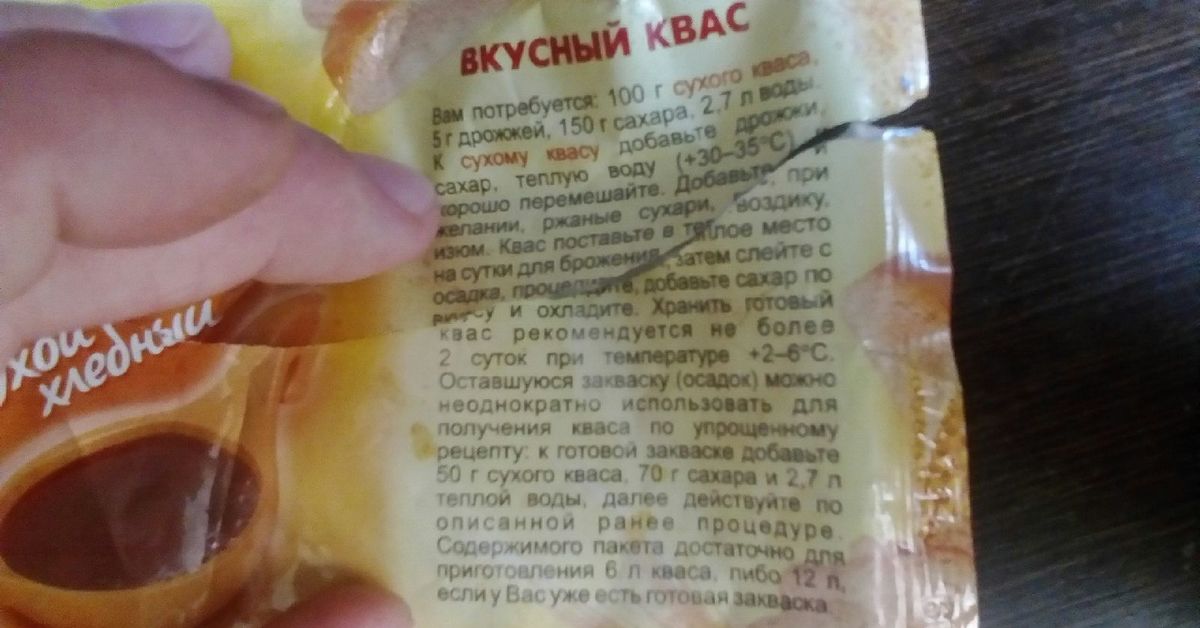 ВКУСНЫЙ КВАС
Вам потребуется: 100 г сухого кваса,
5 г дрожжей, 150 г сахара, 2,7 л воды.
К сухому квасу добавьте дрожжи,
сахар, теплую воду (+30–35°С) и
хорошо перемешайте. Добавьте, при
желании, ржаные сухари, гвоздику,
изюм. Квас поставьте в теплое место
на сутки для брожения, затем слейте с
осадка, процедите, добавьте сахар по
вкусу и охладите. Хранить готовый
квас рекомендуется не более
2 суток при температуре +2–6°С.
Оставшуюся закваску (осадок) можно
неоднократно использовать для
получения кваса по упрощенному
рецепту: к готовой закваске добавьте
50 г сухого кваса, 70 г сахара и 2,7 л
теплой воды, далее действуйте по
описанной ранее процедуре.
Содержимого пакета достаточно для
приготовления 6 л кваса, либо 12 л,
если у Вас уже есть готовая закваска
хлебный